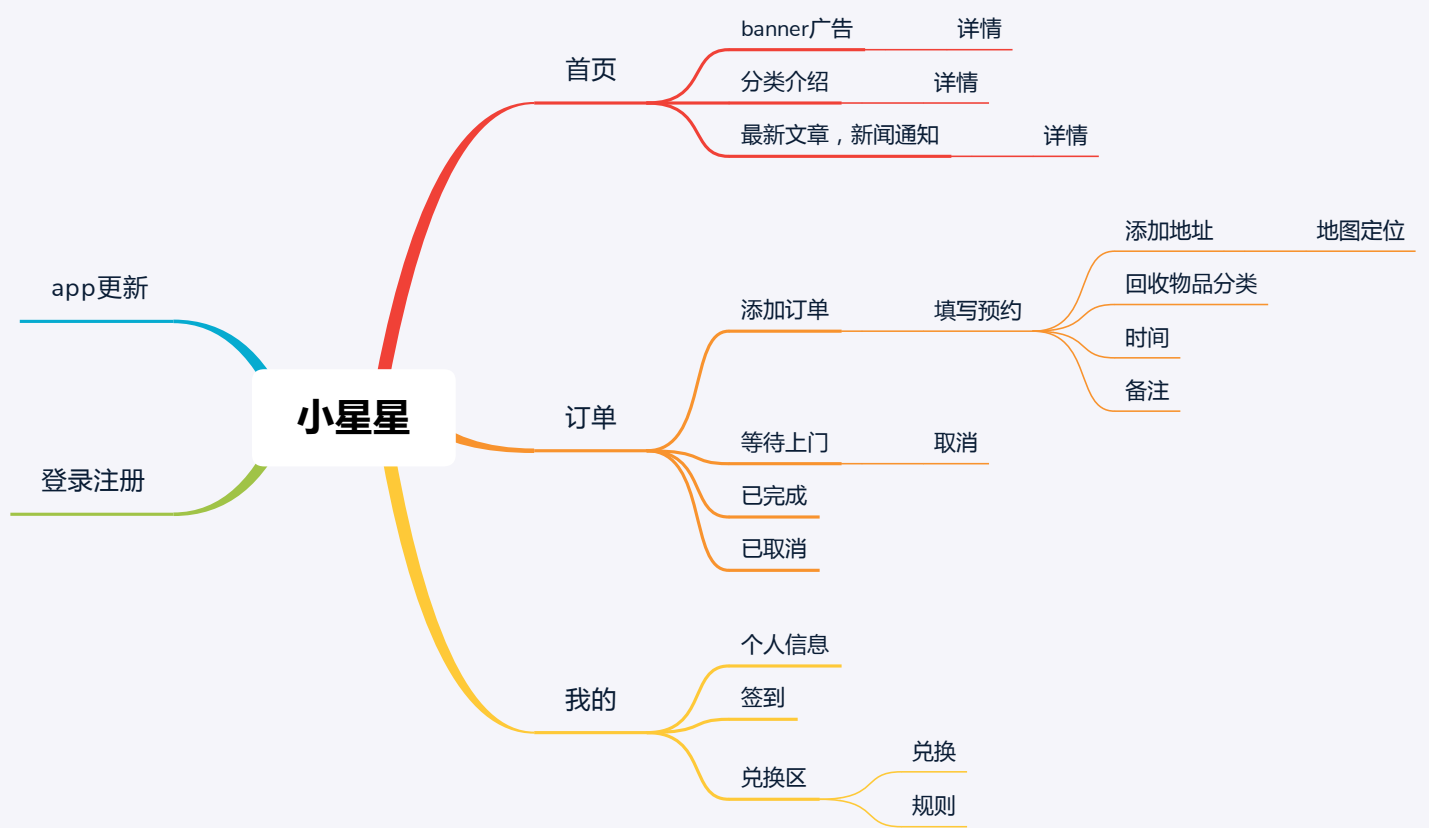 banner广告
详情
首页
分类介绍
详情
最新文章，新闻通知
详情
添加地址
地图定位
app更新
回收物品分类
添加订单
填写预约
时间
备注
小星星
订单
等待上门
取消
登录注册
已完成
已取消
个人信息
我的
签到
兑换
兑换区
规则